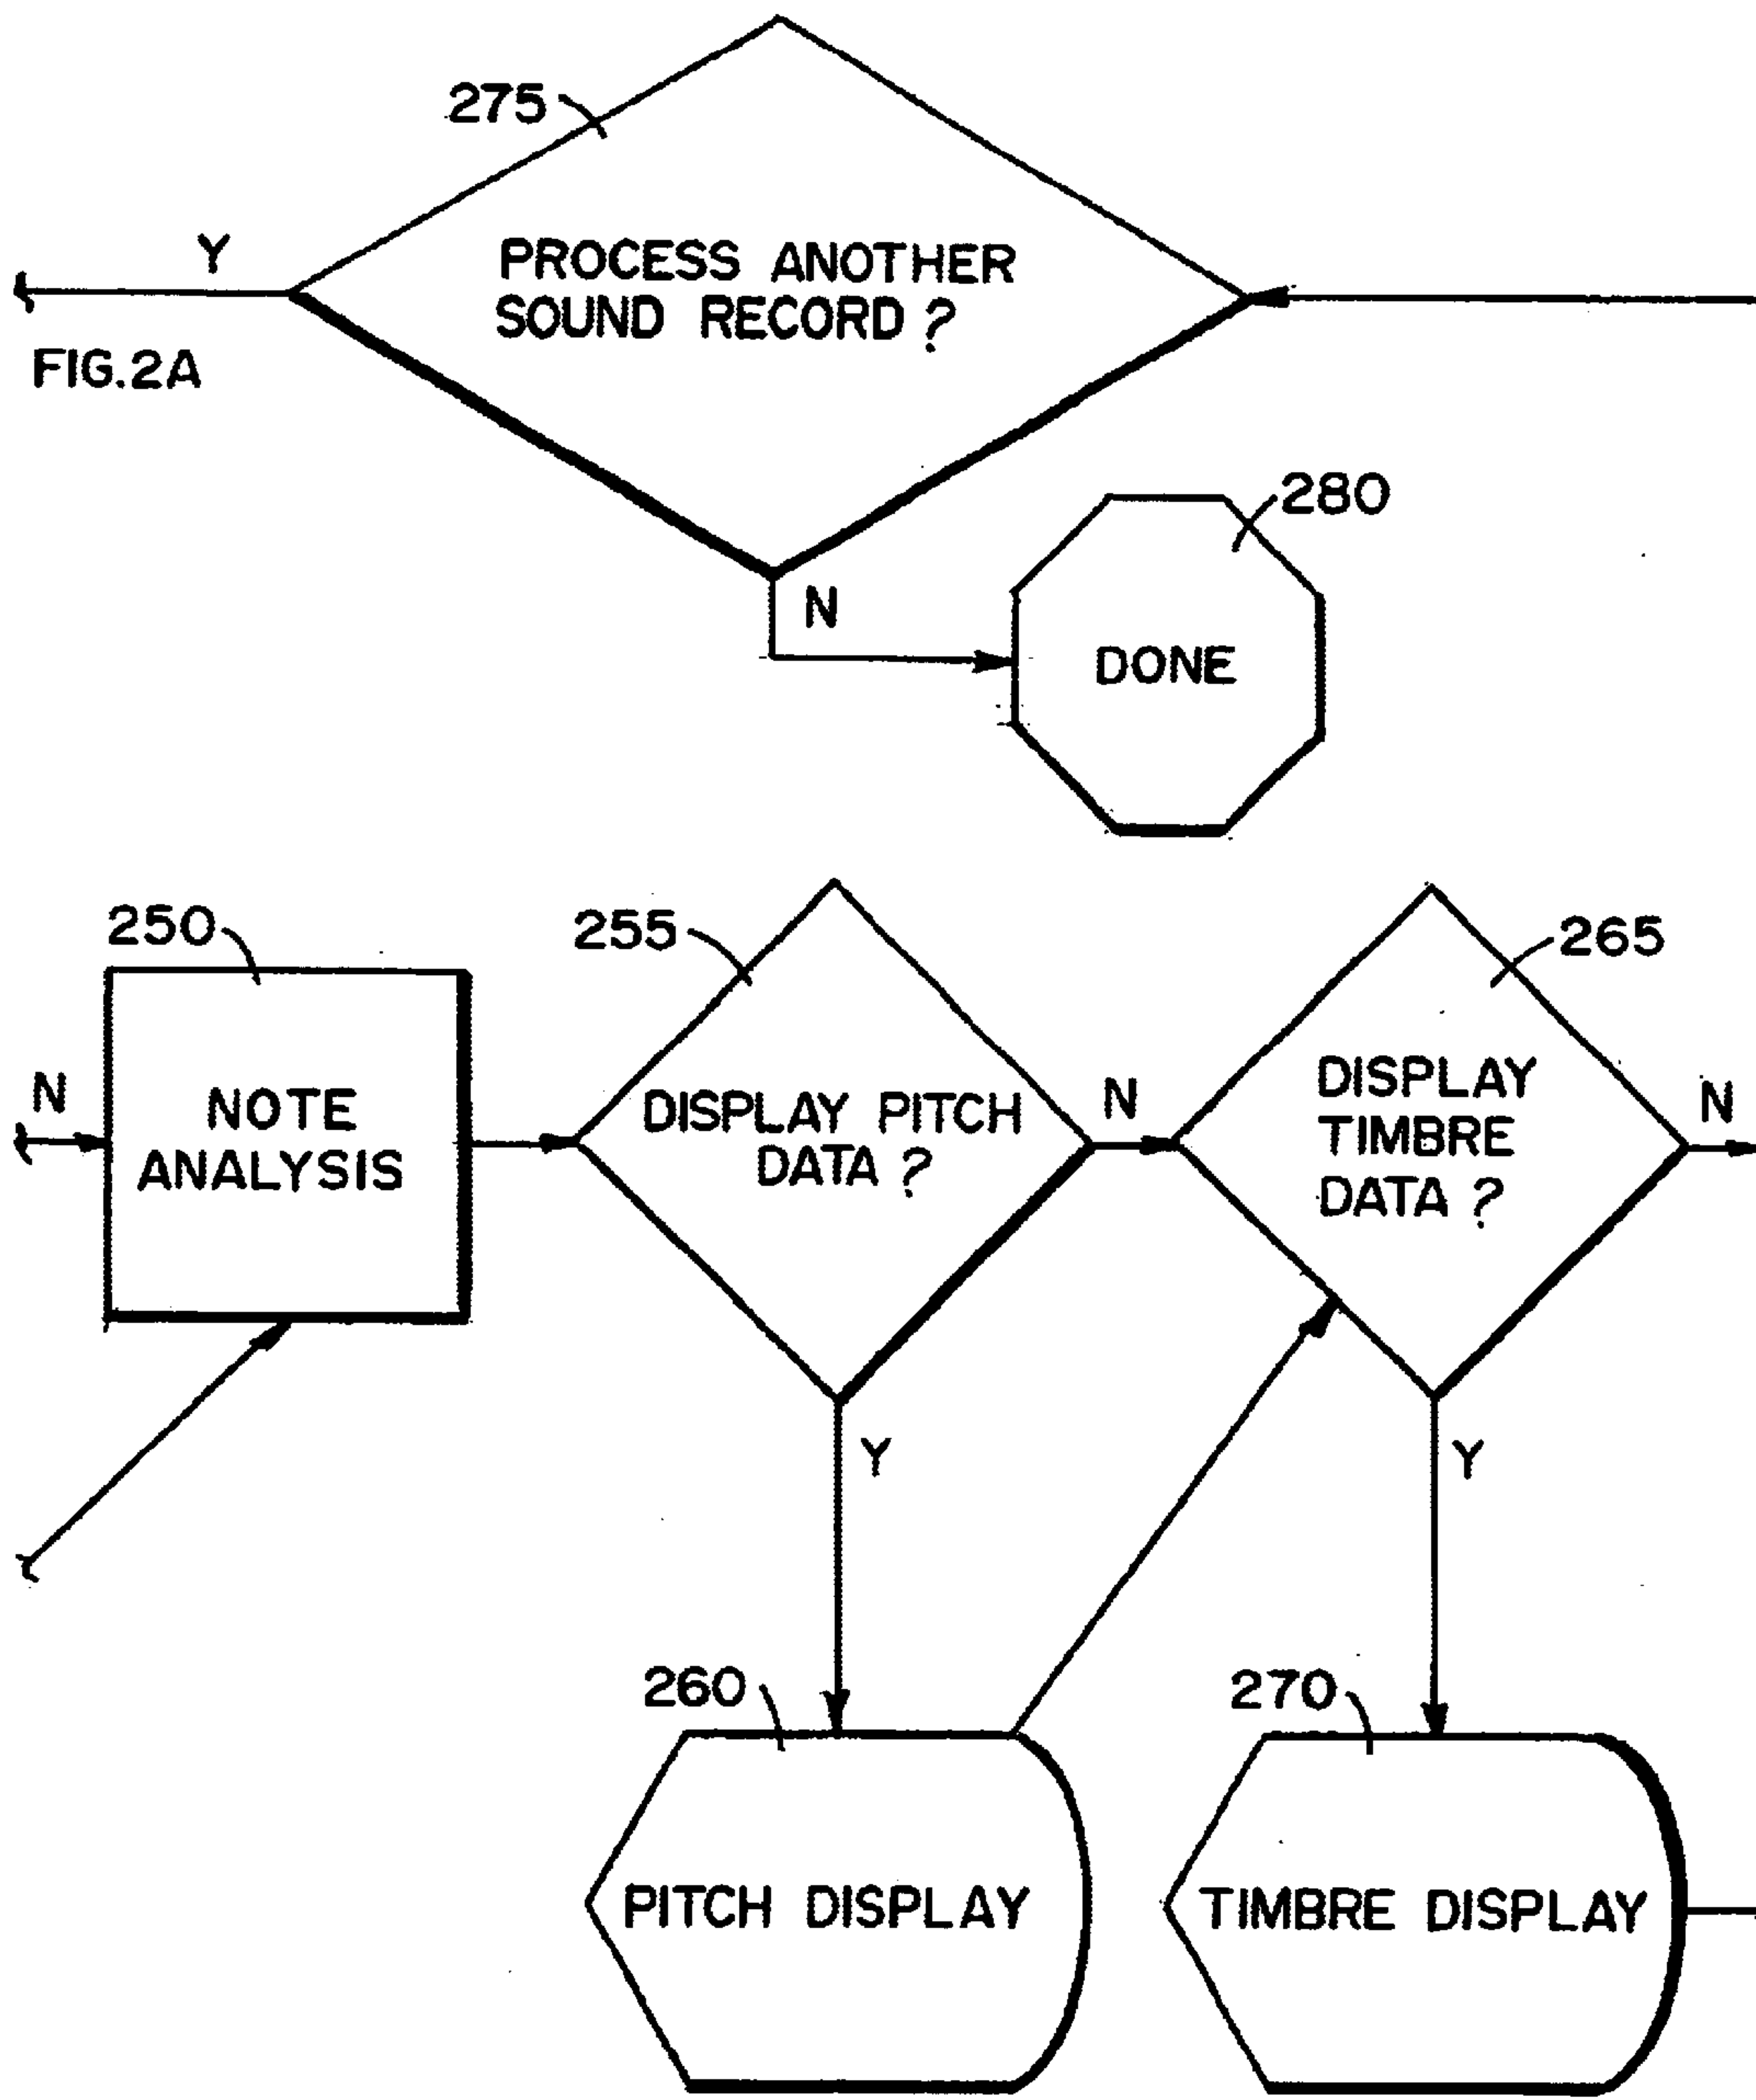 275
Y
PROCESS ANOTHER
SOUND RECORD ?
FIG.2A
N
280
DONE
250
255
265
N
NOTE
ANALYSIS
DISPLAY PITCH
DATA ?
N
DISPLAY
TIMBRE
DATA ?
N
Y
Y
260
270
PITCH DISPLAY
TIMBRE DISPLAY